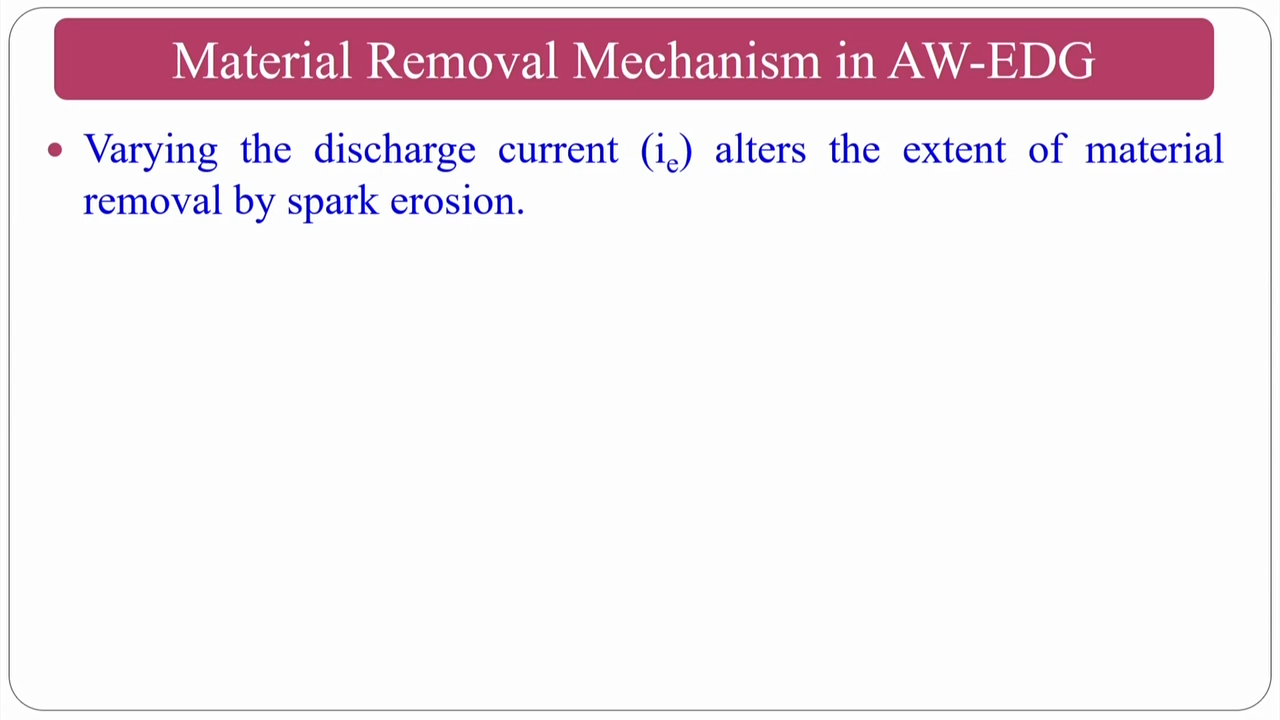 Material Removal Mechanism in AW-EDG
• Varying the discharge current (iₑ) alters the extent of material
removal by spark erosion.